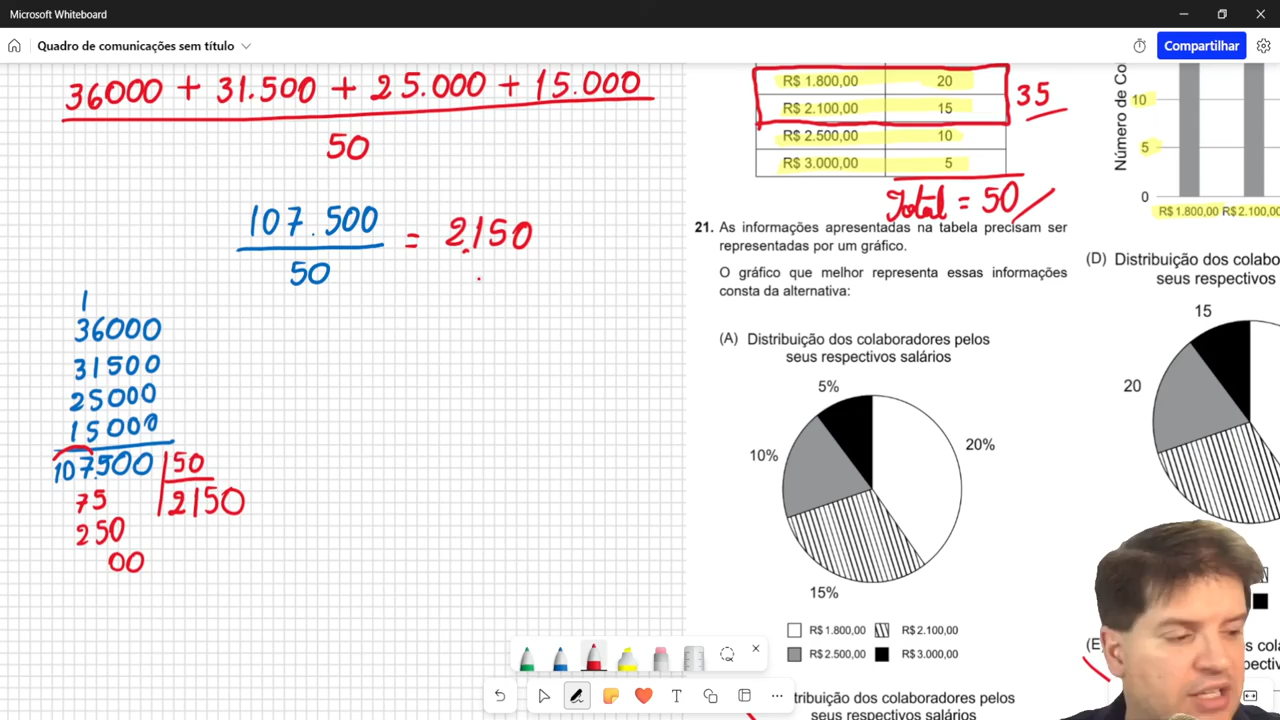 Microsoft Whiteboard
Quadro de comunicações sem título
Compartilhar
36000 + 31.500 + 25.000 + 15.000
50
107.500
50
= 2.150
1
36000
31500
25000
15000
107500
50
75
2150
250
00
R$ 1.800,00 20
R$ 2.100,00 15
R$ 2.500,00 10
R$ 3.000,00 5
35
Total = 50
21. As informações apresentadas na tabela precisam ser
representadas por um gráfico.
O gráfico que melhor representa essas informações
consta da alternativa:
(A) Distribuição dos colaboradores pelos
seus respectivos salários
5%
20%
10%
15%
R$ 1.800,00 R$ 2.100,00
R$ 2.500,00 R$ 3.000,00
Número de Co
10
5
0
R$ 1.800,00 R$ 2.100,
(D) Distribuição dos colabo
seus respectiv
15
20
(E)
s cola
pectiv
tribuição dos colaboradores pelos
seus respectivos salários